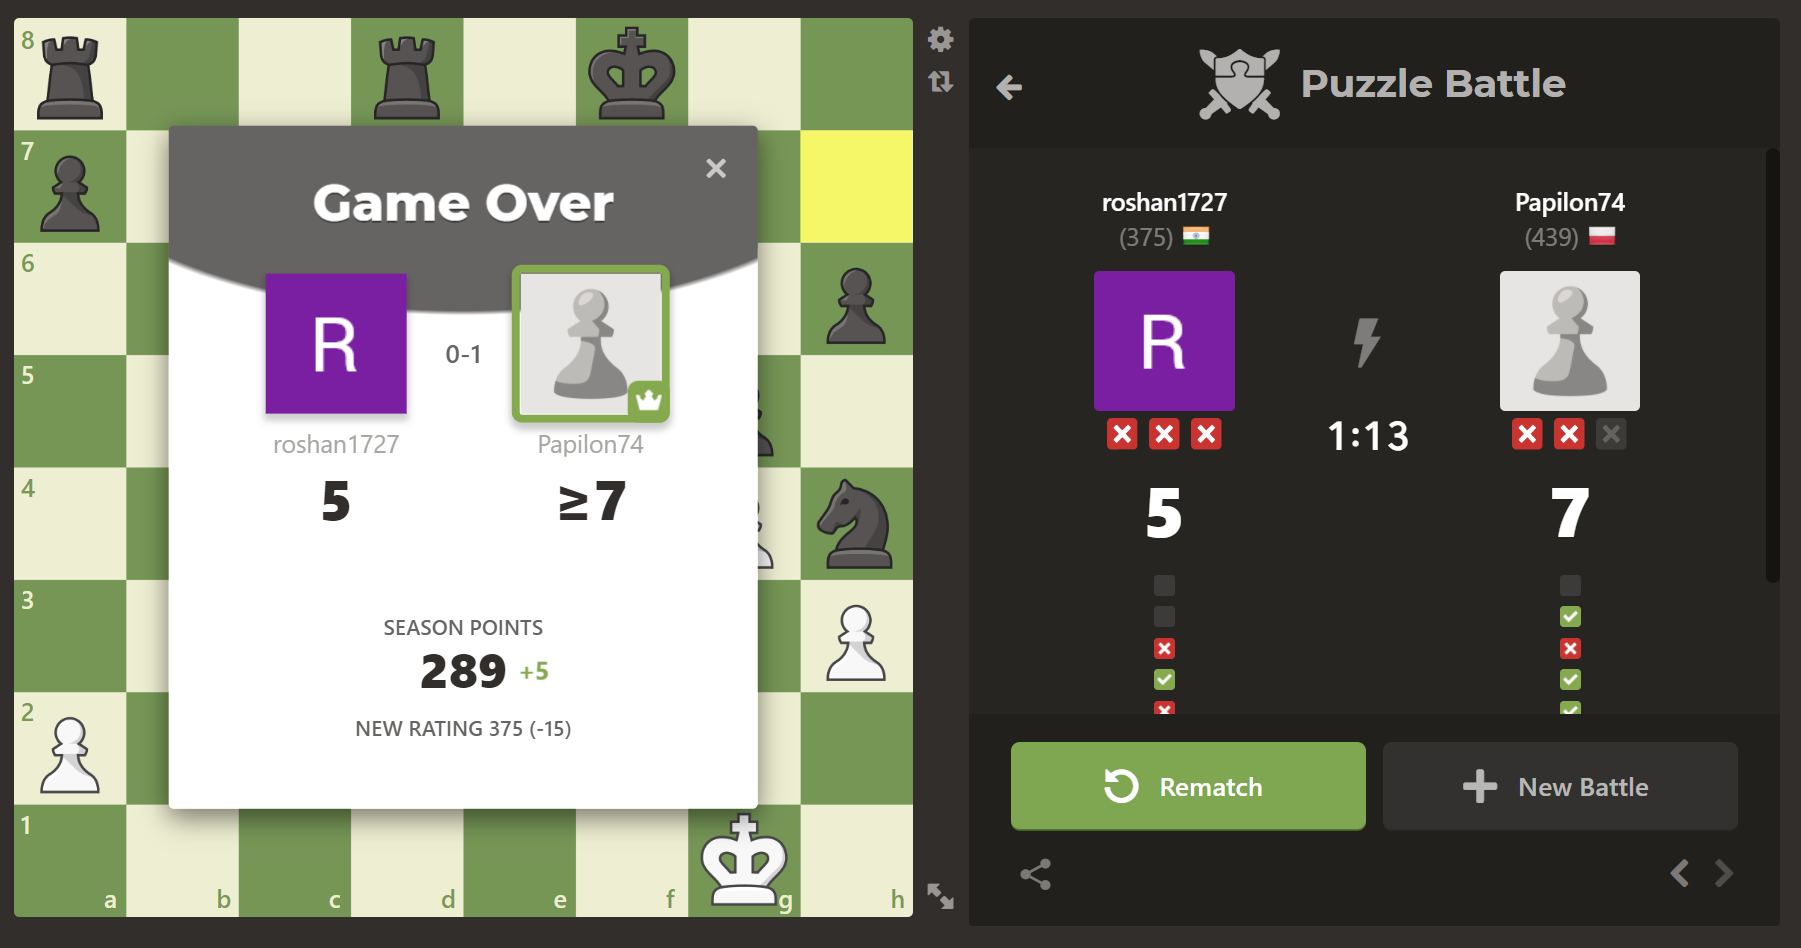 8
7
6
5
4
3
2
1
a
b
c
d
e
f
g
h
Game Over
R
0-1
roshan1727
Papilon74
5
≥7
SEASON POINTS
289 +5
NEW RATING 375 (-15)
Puzzle Battle
roshan1727
(375)
Papilon74
(439)
R
1:13
5
7
Rematch
New Battle